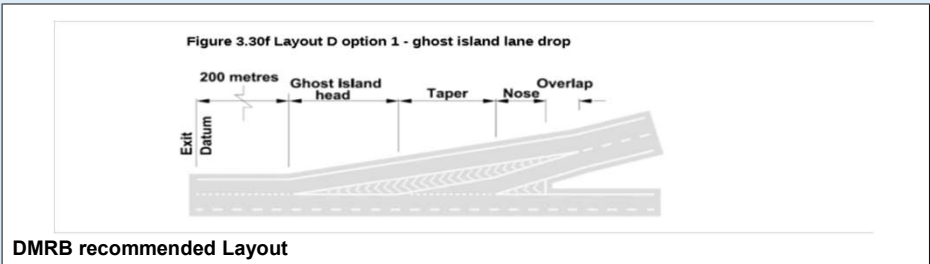 Figure 3.30f Layout D option 1 - ghost island lane drop
200 metres
Ghost Island
head
Taper
Nose
Overlap
Exit
Datum
DMRB recommended Layout